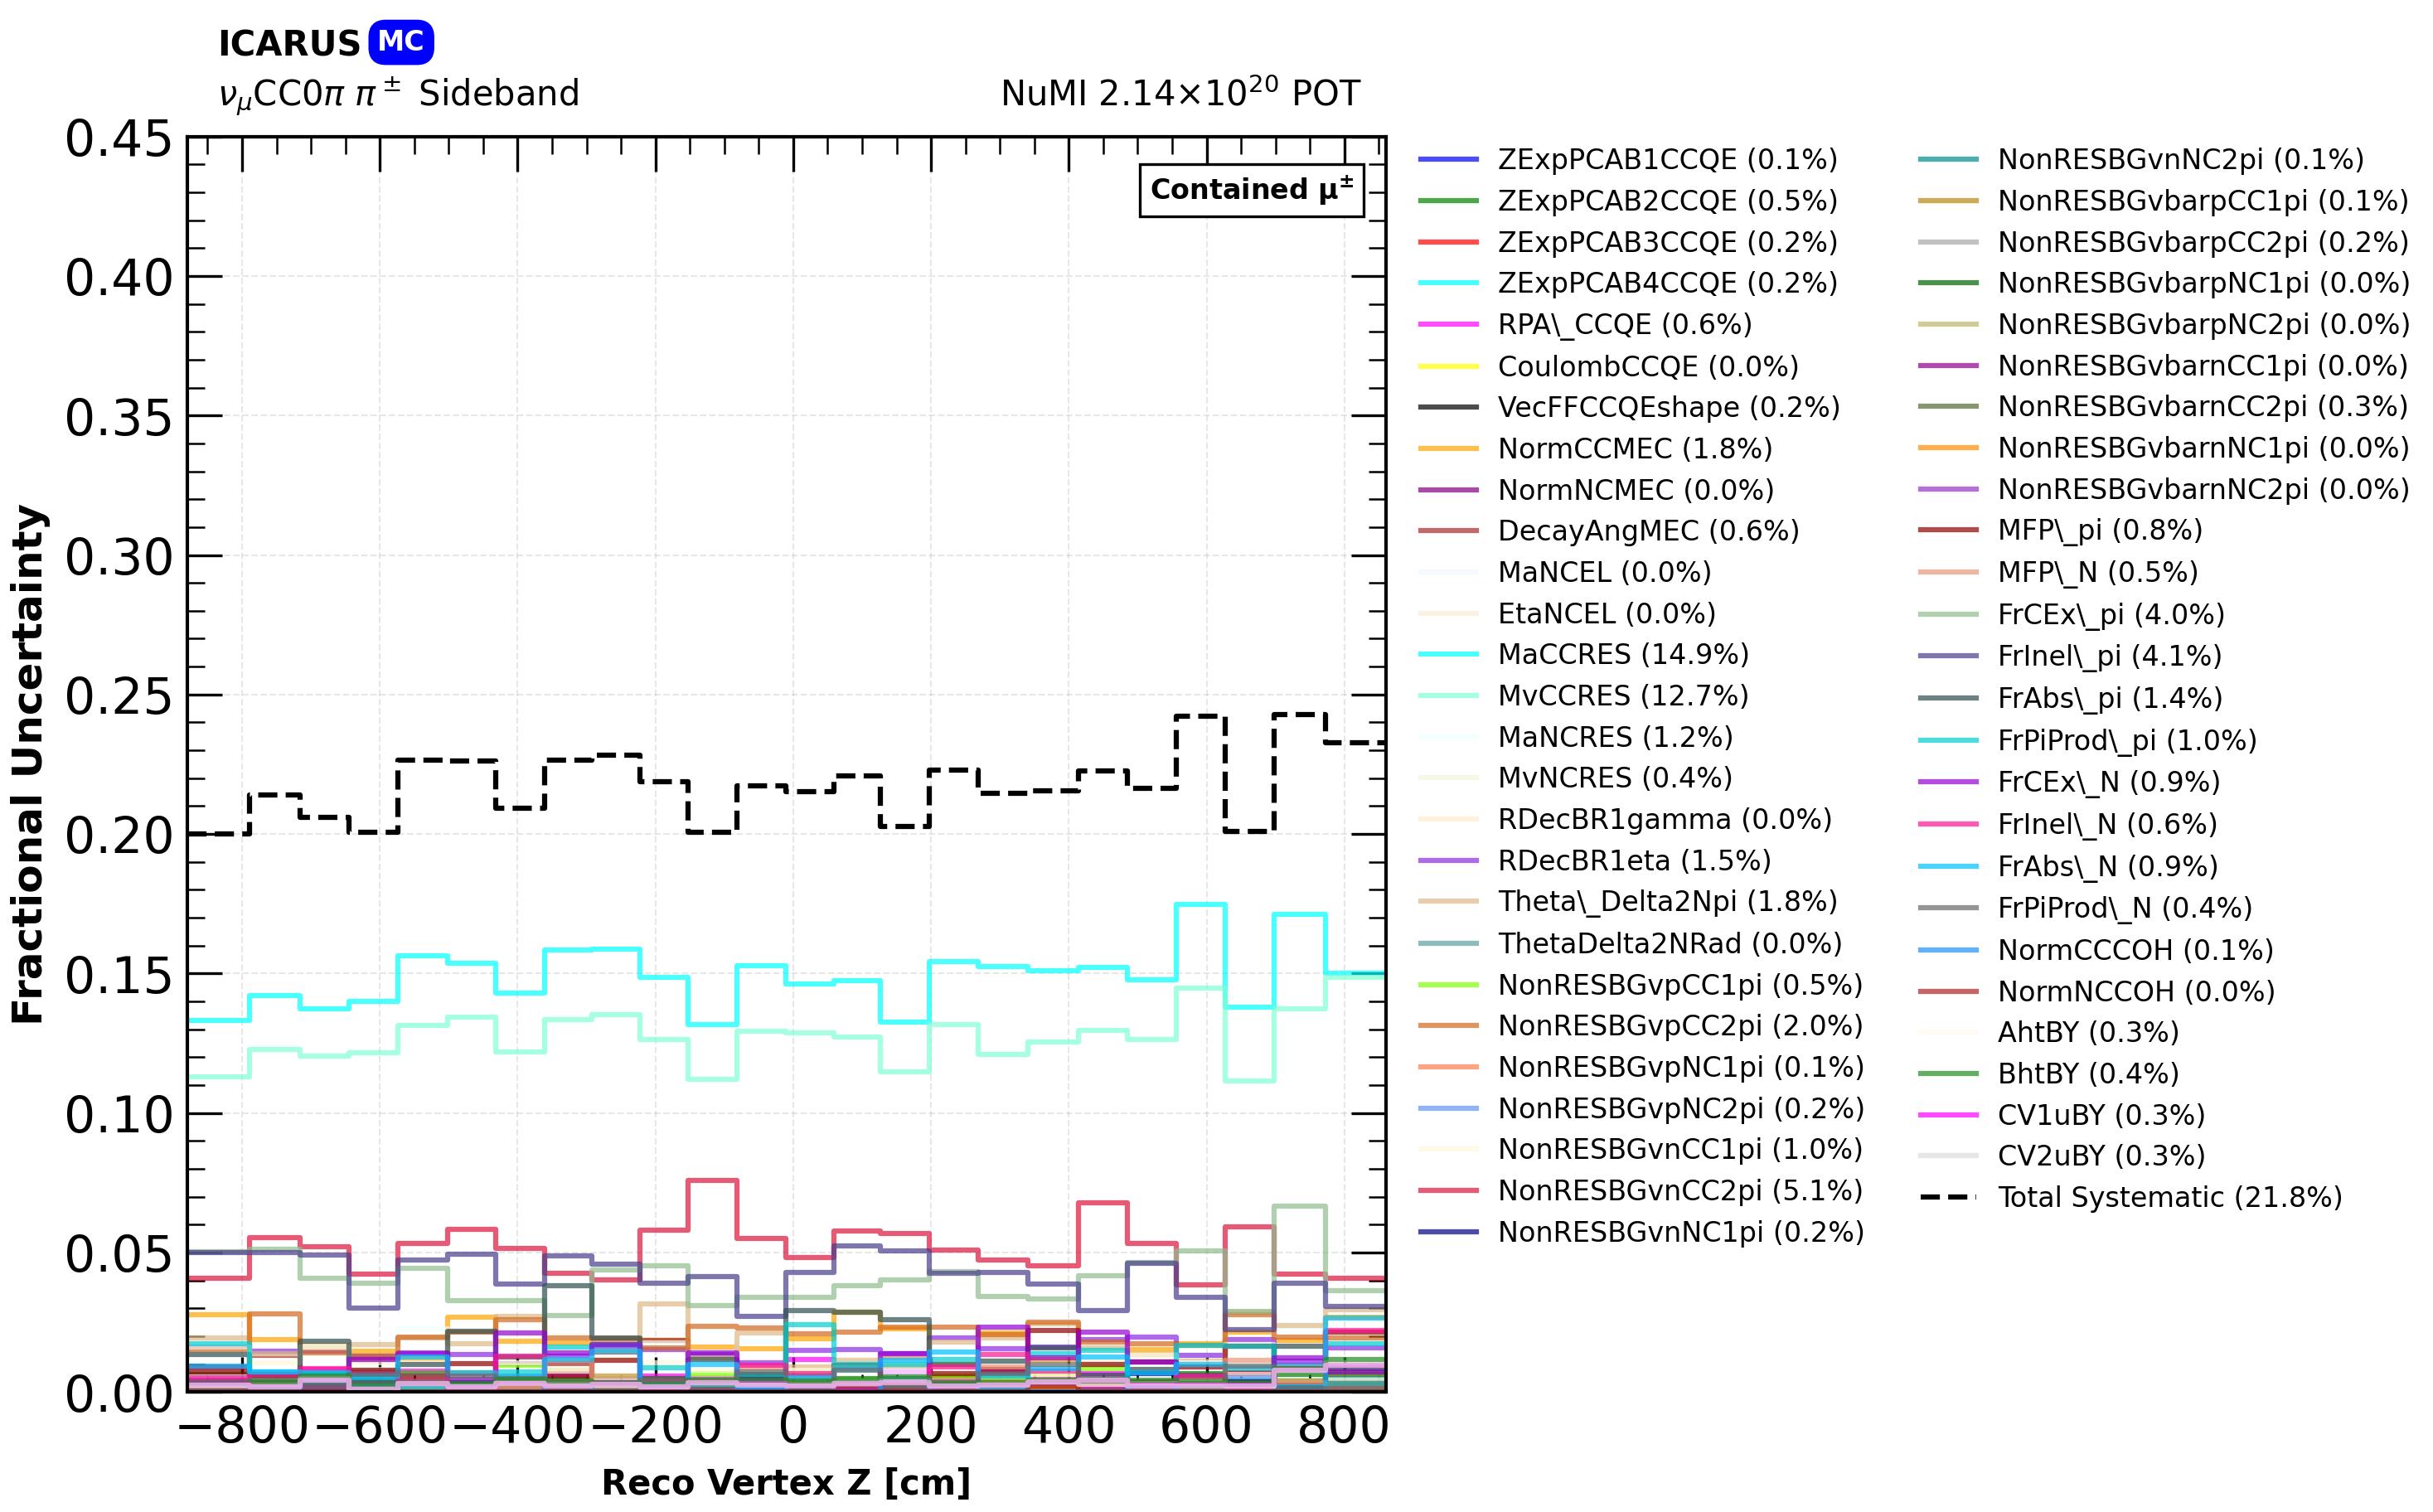 ICARUS MC
νμCC0π π± Sideband
NuMI 2.14×10²⁰ POT
Contained μ±
Fractional Uncertainty
0.45
0.40
0.35
0.30
0.25
0.20
0.15
0.10
0.05
0.00
−800 −600 −400 −200 0 200 400 600 800
Reco Vertex Z [cm]
ZExpPCAB1CCQE (0.1%)
ZExpPCAB2CCQE (0.5%)
ZExpPCAB3CCQE (0.2%)
ZExpPCAB4CCQE (0.2%)
RPA\_CCQE (0.6%)
CoulombCCQE (0.0%)
VecFFCCQEshape (0.2%)
NormCCMEC (1.8%)
NormNCMEC (0.0%)
DecayAngMEC (0.6%)
MaNCEL (0.0%)
EtaNCEL (0.0%)
MaCCRES (14.9%)
MvCCRES (12.7%)
MaNCRES (1.2%)
MvNCRES (0.4%)
RDecBR1gamma (0.0%)
RDecBR1eta (1.5%)
Theta\_Delta2Npi (1.8%)
ThetaDelta2NRad (0.0%)
NonRESBGvpCC1pi (0.5%)
NonRESBGvpCC2pi (2.0%)
NonRESBGvpNC1pi (0.1%)
NonRESBGvpNC2pi (0.2%)
NonRESBGvnCC1pi (1.0%)
NonRESBGvnCC2pi (5.1%)
NonRESBGvnNC1pi (0.2%)
NonRESBGvnNC2pi (0.1%)
NonRESBGvbarpCC1pi (0.1%)
NonRESBGvbarpCC2pi (0.2%)
NonRESBGvbarpNC1pi (0.0%)
NonRESBGvbarpNC2pi (0.0%)
NonRESBGvbarnCC1pi (0.0%)
NonRESBGvbarnCC2pi (0.3%)
NonRESBGvbarnNC1pi (0.0%)
NonRESBGvbarnNC2pi (0.0%)
MFP\_pi (0.8%)
MFP\_N (0.5%)
FrCEx\_pi (4.0%)
FrInel\_pi (4.1%)
FrAbs\_pi (1.4%)
FrPiProd\_pi (1.0%)
FrCEx\_N (0.9%)
FrInel\_N (0.6%)
FrAbs\_N (0.9%)
FrPiProd\_N (0.4%)
NormCCCOH (0.1%)
NormNCCOH (0.0%)
AhtBY (0.3%)
BhtBY (0.4%)
CV1uBY (0.3%)
CV2uBY (0.3%)
Total Systematic (21.8%)